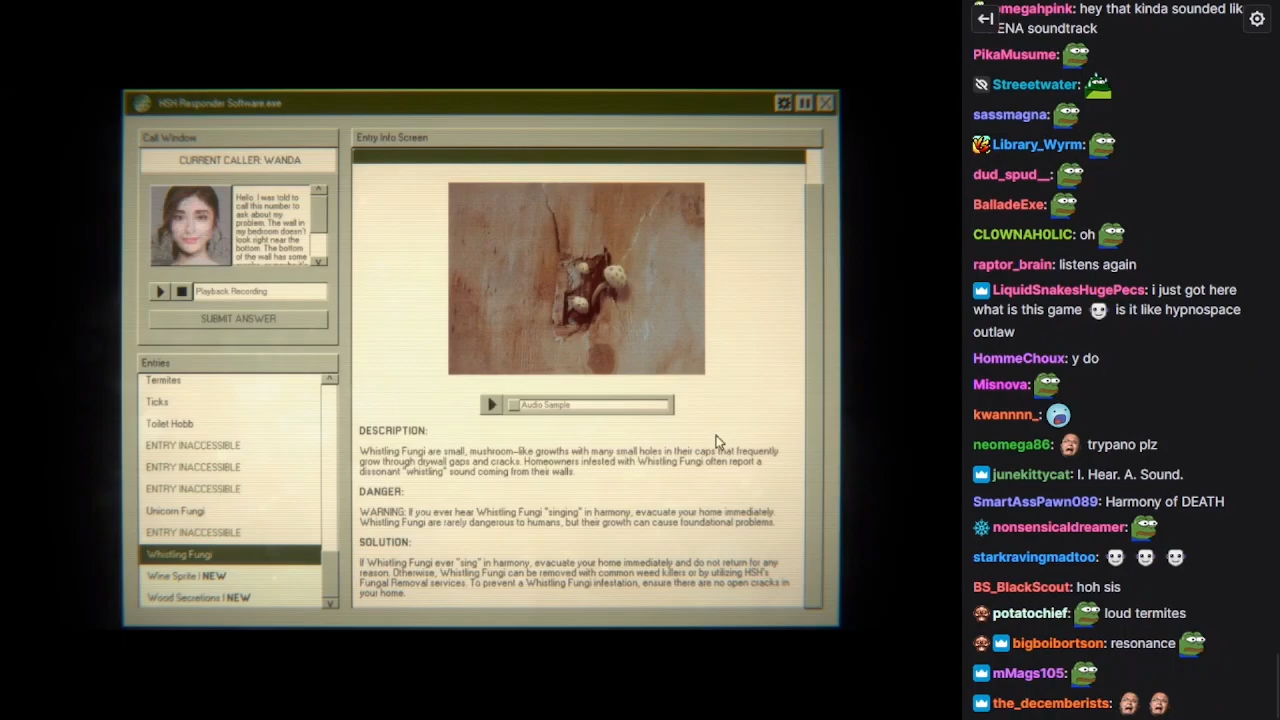 HSH Responder Software.exe
Call Window
CURRENT CALLER: WANDA
Hello. I was told to
call this number to
ask about my
problem. The wall in
my bedroom doesn't
look right near the
bottom. The bottom
of the wall has some
Playback Recording
SUBMIT ANSWER
Entries
Termites
Ticks
Toilet Hobb
ENTRY INACCESSIBLE
ENTRY INACCESSIBLE
ENTRY INACCESSIBLE
Unicorn Fungi
ENTRY INACCESSIBLE
Whistling Fungi
Wine Sprite | NEW
Wood Secretions | NEW
Entry Info Screen
Audio Sample
DESCRIPTION:
Whistling Fungi are small, mushroom-like growths with many small holes in their caps that frequently
grow through drywall gaps and cracks. Homeowners infested with Whistling Fungi often report a
dissonant "whistling" sound coming from their walls.
DANGER:
WARNING: If you ever hear Whistling Fungi "singing" in harmony, evacuate your home immediately.
Whistling Fungi are rarely dangerous to humans, but their growth can cause foundational problems.
SOLUTION:
If Whistling Fungi ever "sing" in harmony, evacuate your home immediately and do not return for any
reason. Otherwise, Whistling Fungi can be removed with common weed killers or by utilizing HSH's
Fungal Removal services. To prevent a Whistling Fungi infestation, ensure there are no open cracks in
your home.
omegahpink: hey that kinda sounded lik
ENA soundtrack
PikaMusume:
Streeetwater:
sassmagna:
Library_Wyrm:
dud_spud__:
BalladeExe:
CL0WNAH0LIC: oh
raptor_brain: listens again
LiquidSnakesHugePecs: i just got here
what is this game is it like hypnospace
outlaw
HommeChoux: y do
Misnova:
kwannnn_:
neomega86: trypano plz
junekittycat: I. Hear. A. Sound.
SmartAssPawn089: Harmony of DEATH
nonsensicaldreamer:
starkravingmadtoo:
BS_BlackScout: hoh sis
potatochief: loud termites
bigboibortson: resonance
mMags105:
the_decemberists: